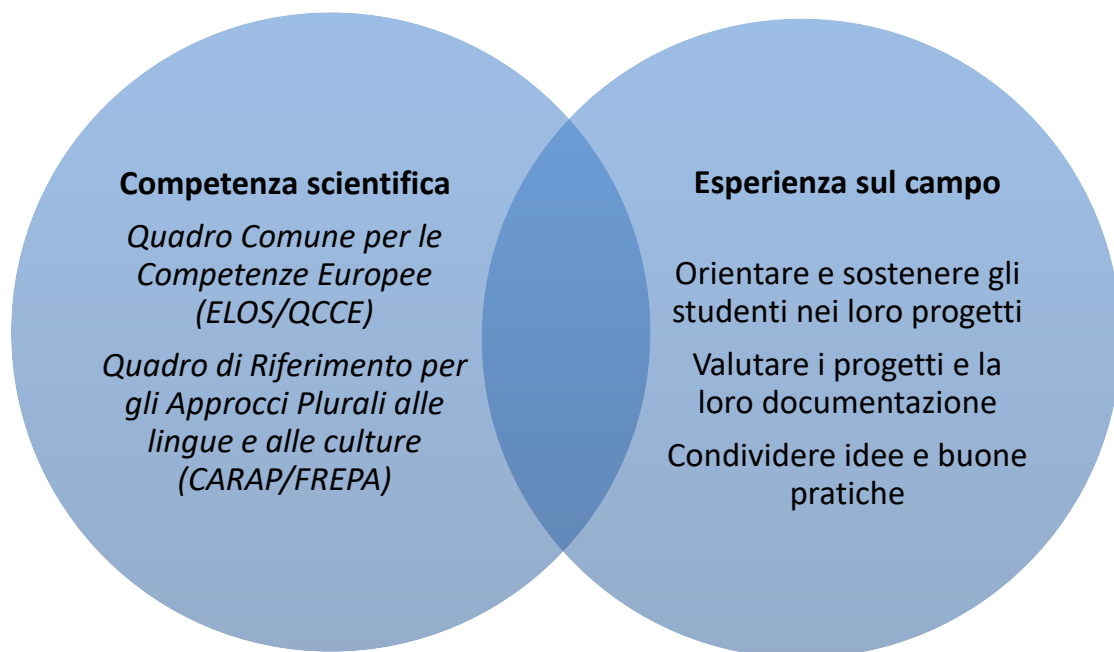 Competenza scientifica
Quadro Comune per le
Competenze Europee
(ELOS/QCCE)
Quadro di Riferimento per
gli Approcci Plurali alle
lingue e alle culture
(CARAP/FREPA)
Esperienza sul campo
Orientare e sostenere gli
studenti nei loro progetti
Valutare i progetti e la
loro documentazione
Condividere idee e buone
pratiche